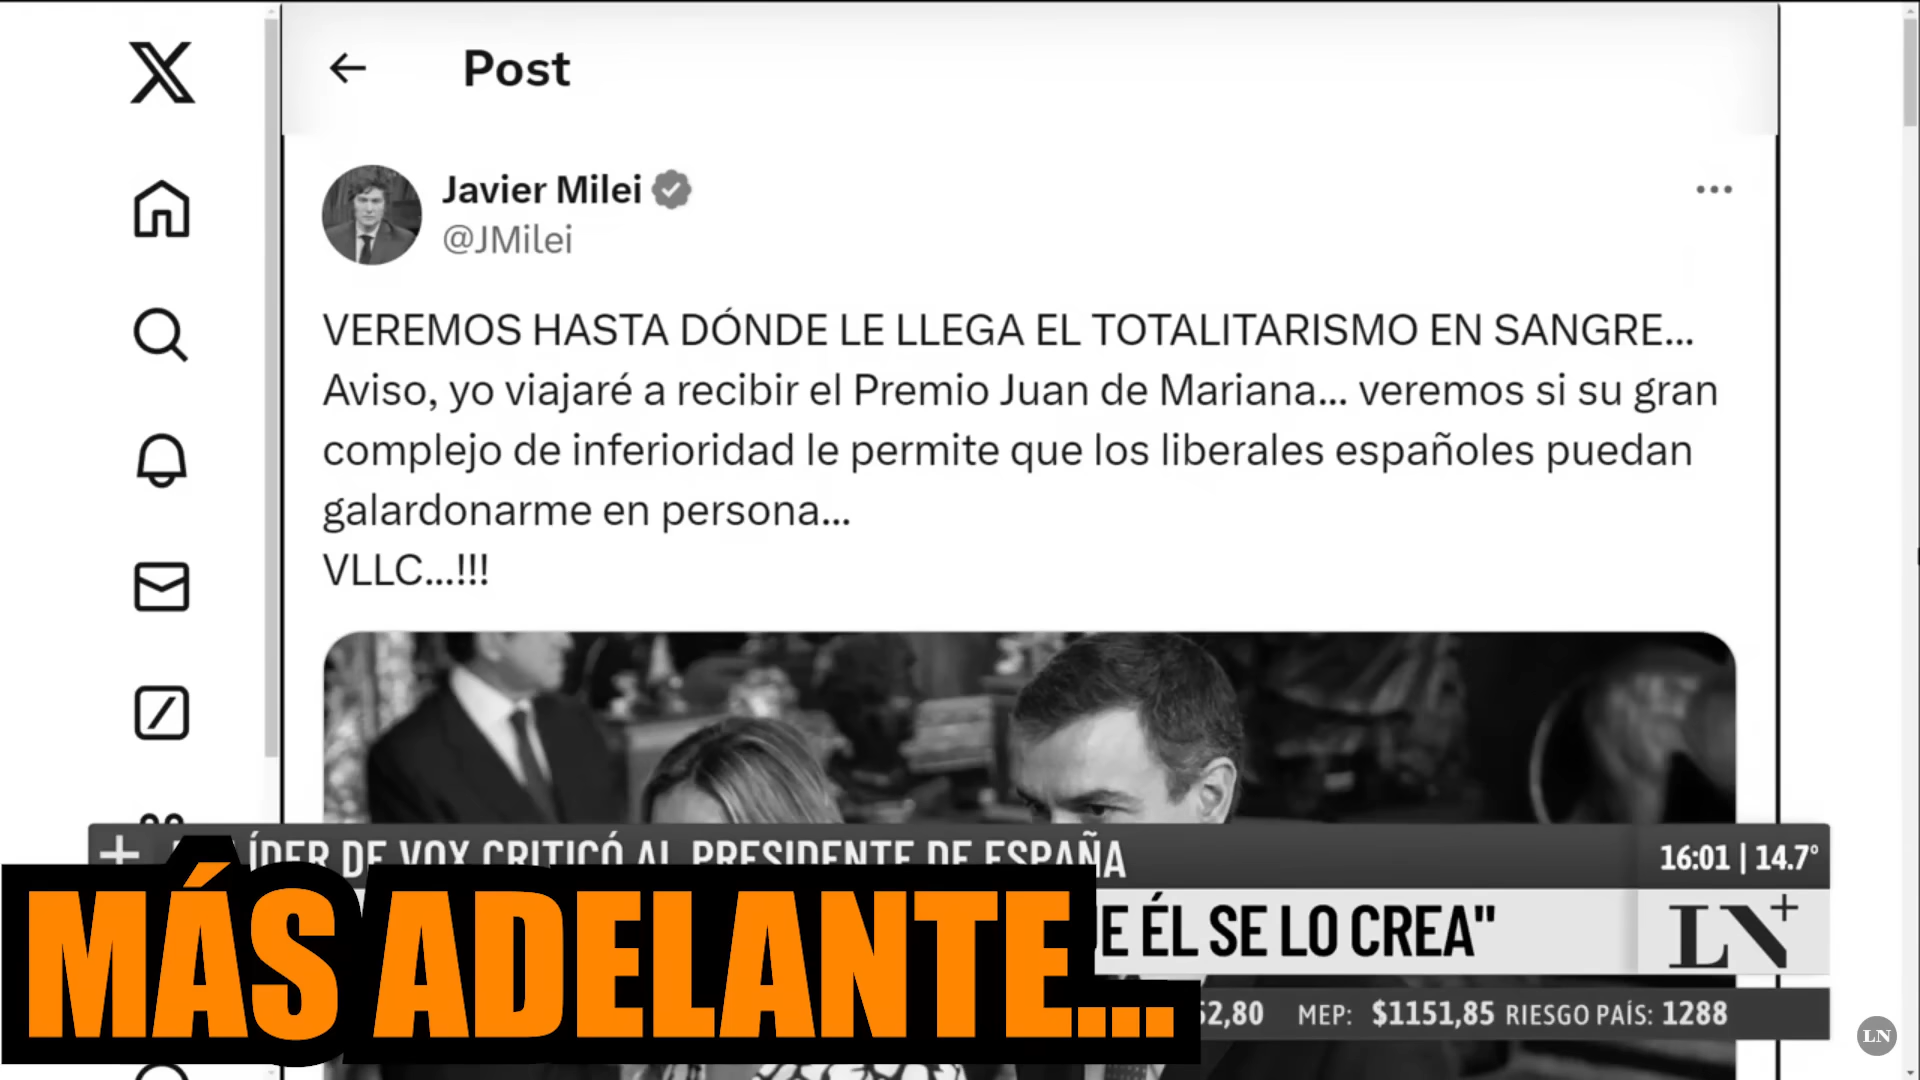 Post
Javier Milei
@JMilei
VEREMOS HASTA DÓNDE LE LLEGA EL TOTALITARISMO EN SANGRE...
Aviso, yo viajaré a recibir el Premio Juan de Mariana... veremos si su gran
complejo de inferioridad le permite que los liberales españoles puedan
galardonarme en persona...
VLLC...!!!
ÍDER DE VOX CRITICÓ AL PRESIDENTE DE ESPAÑA
16:01 | 14.7°
MÁS ADELANTE...
E ÉL SE LO CREA"
LN+
52,80 MEP: $1151,85 RIESGO PAÍS: 1288
LN